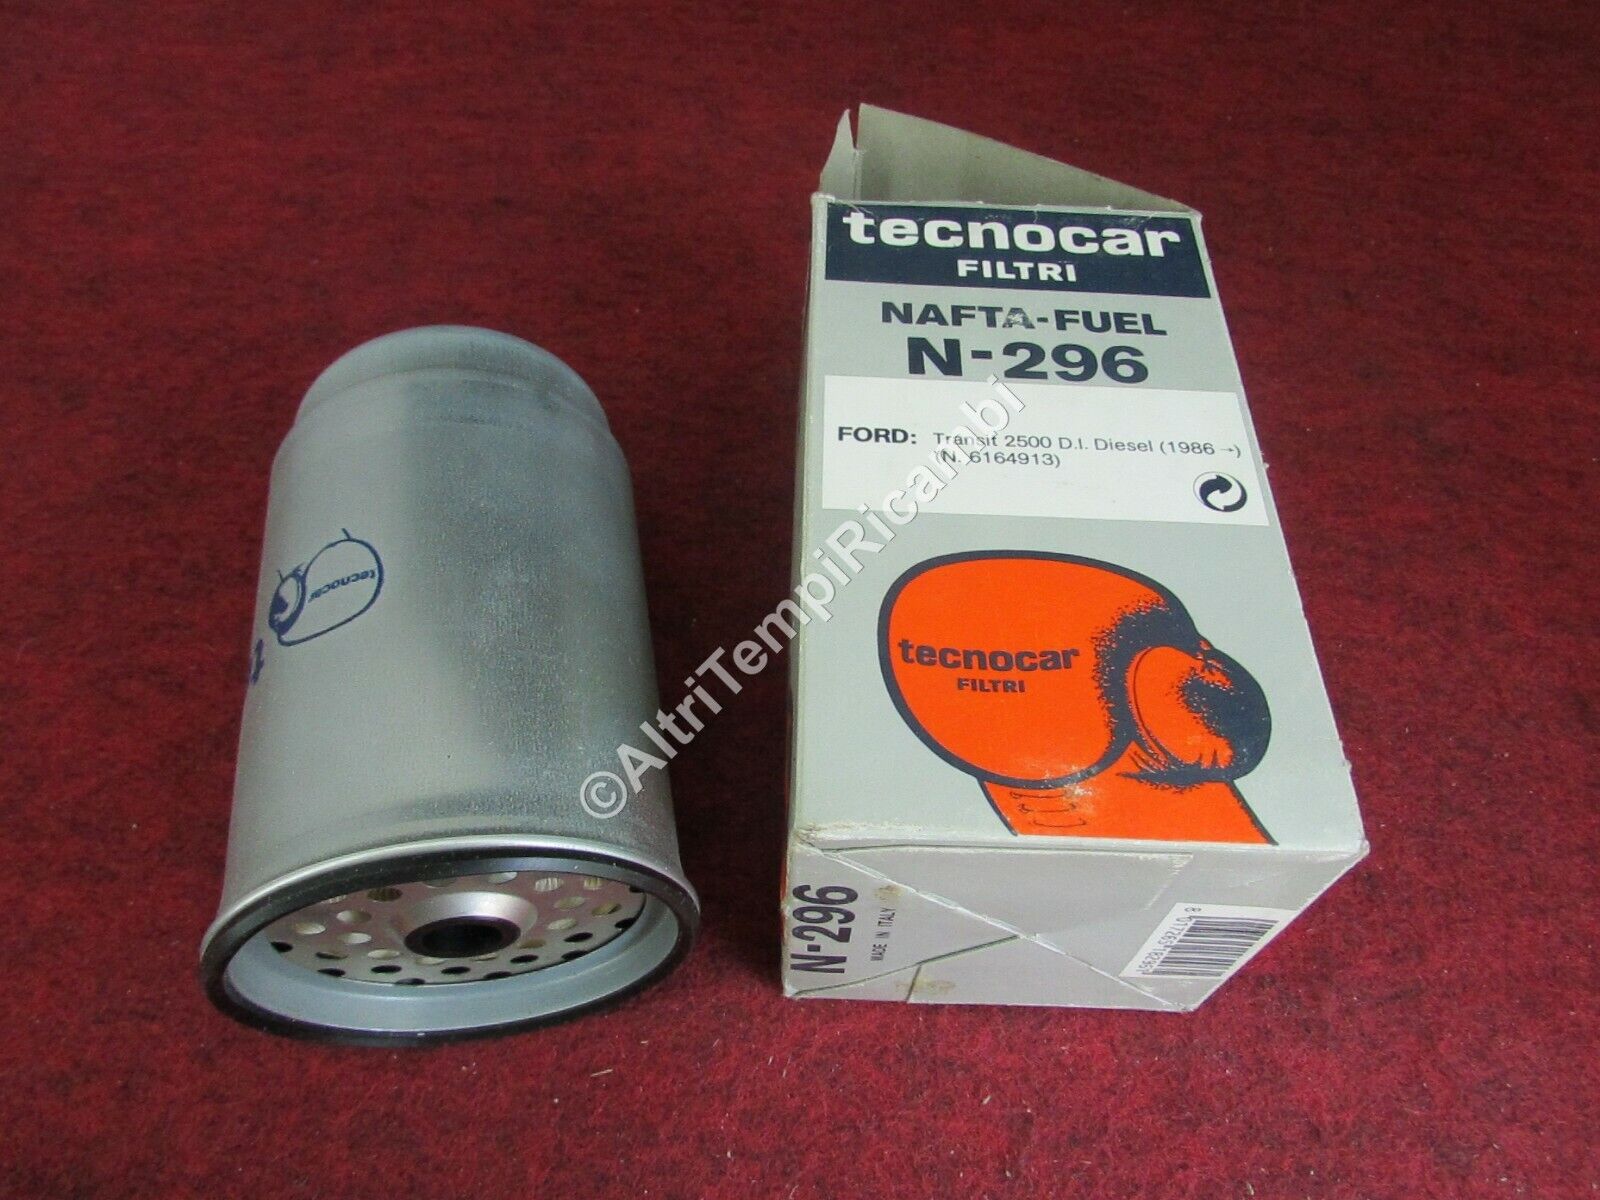 tecnocar
FILTRI
NAFTA-FUEL
N-296
FORD: Transit 2500 D.I. Diesel (1986→)
(N. 6164913)
tecnocar
FILTRI
N-296
MADE IN ITALY
tecnocar
©AltriTempiRicambi